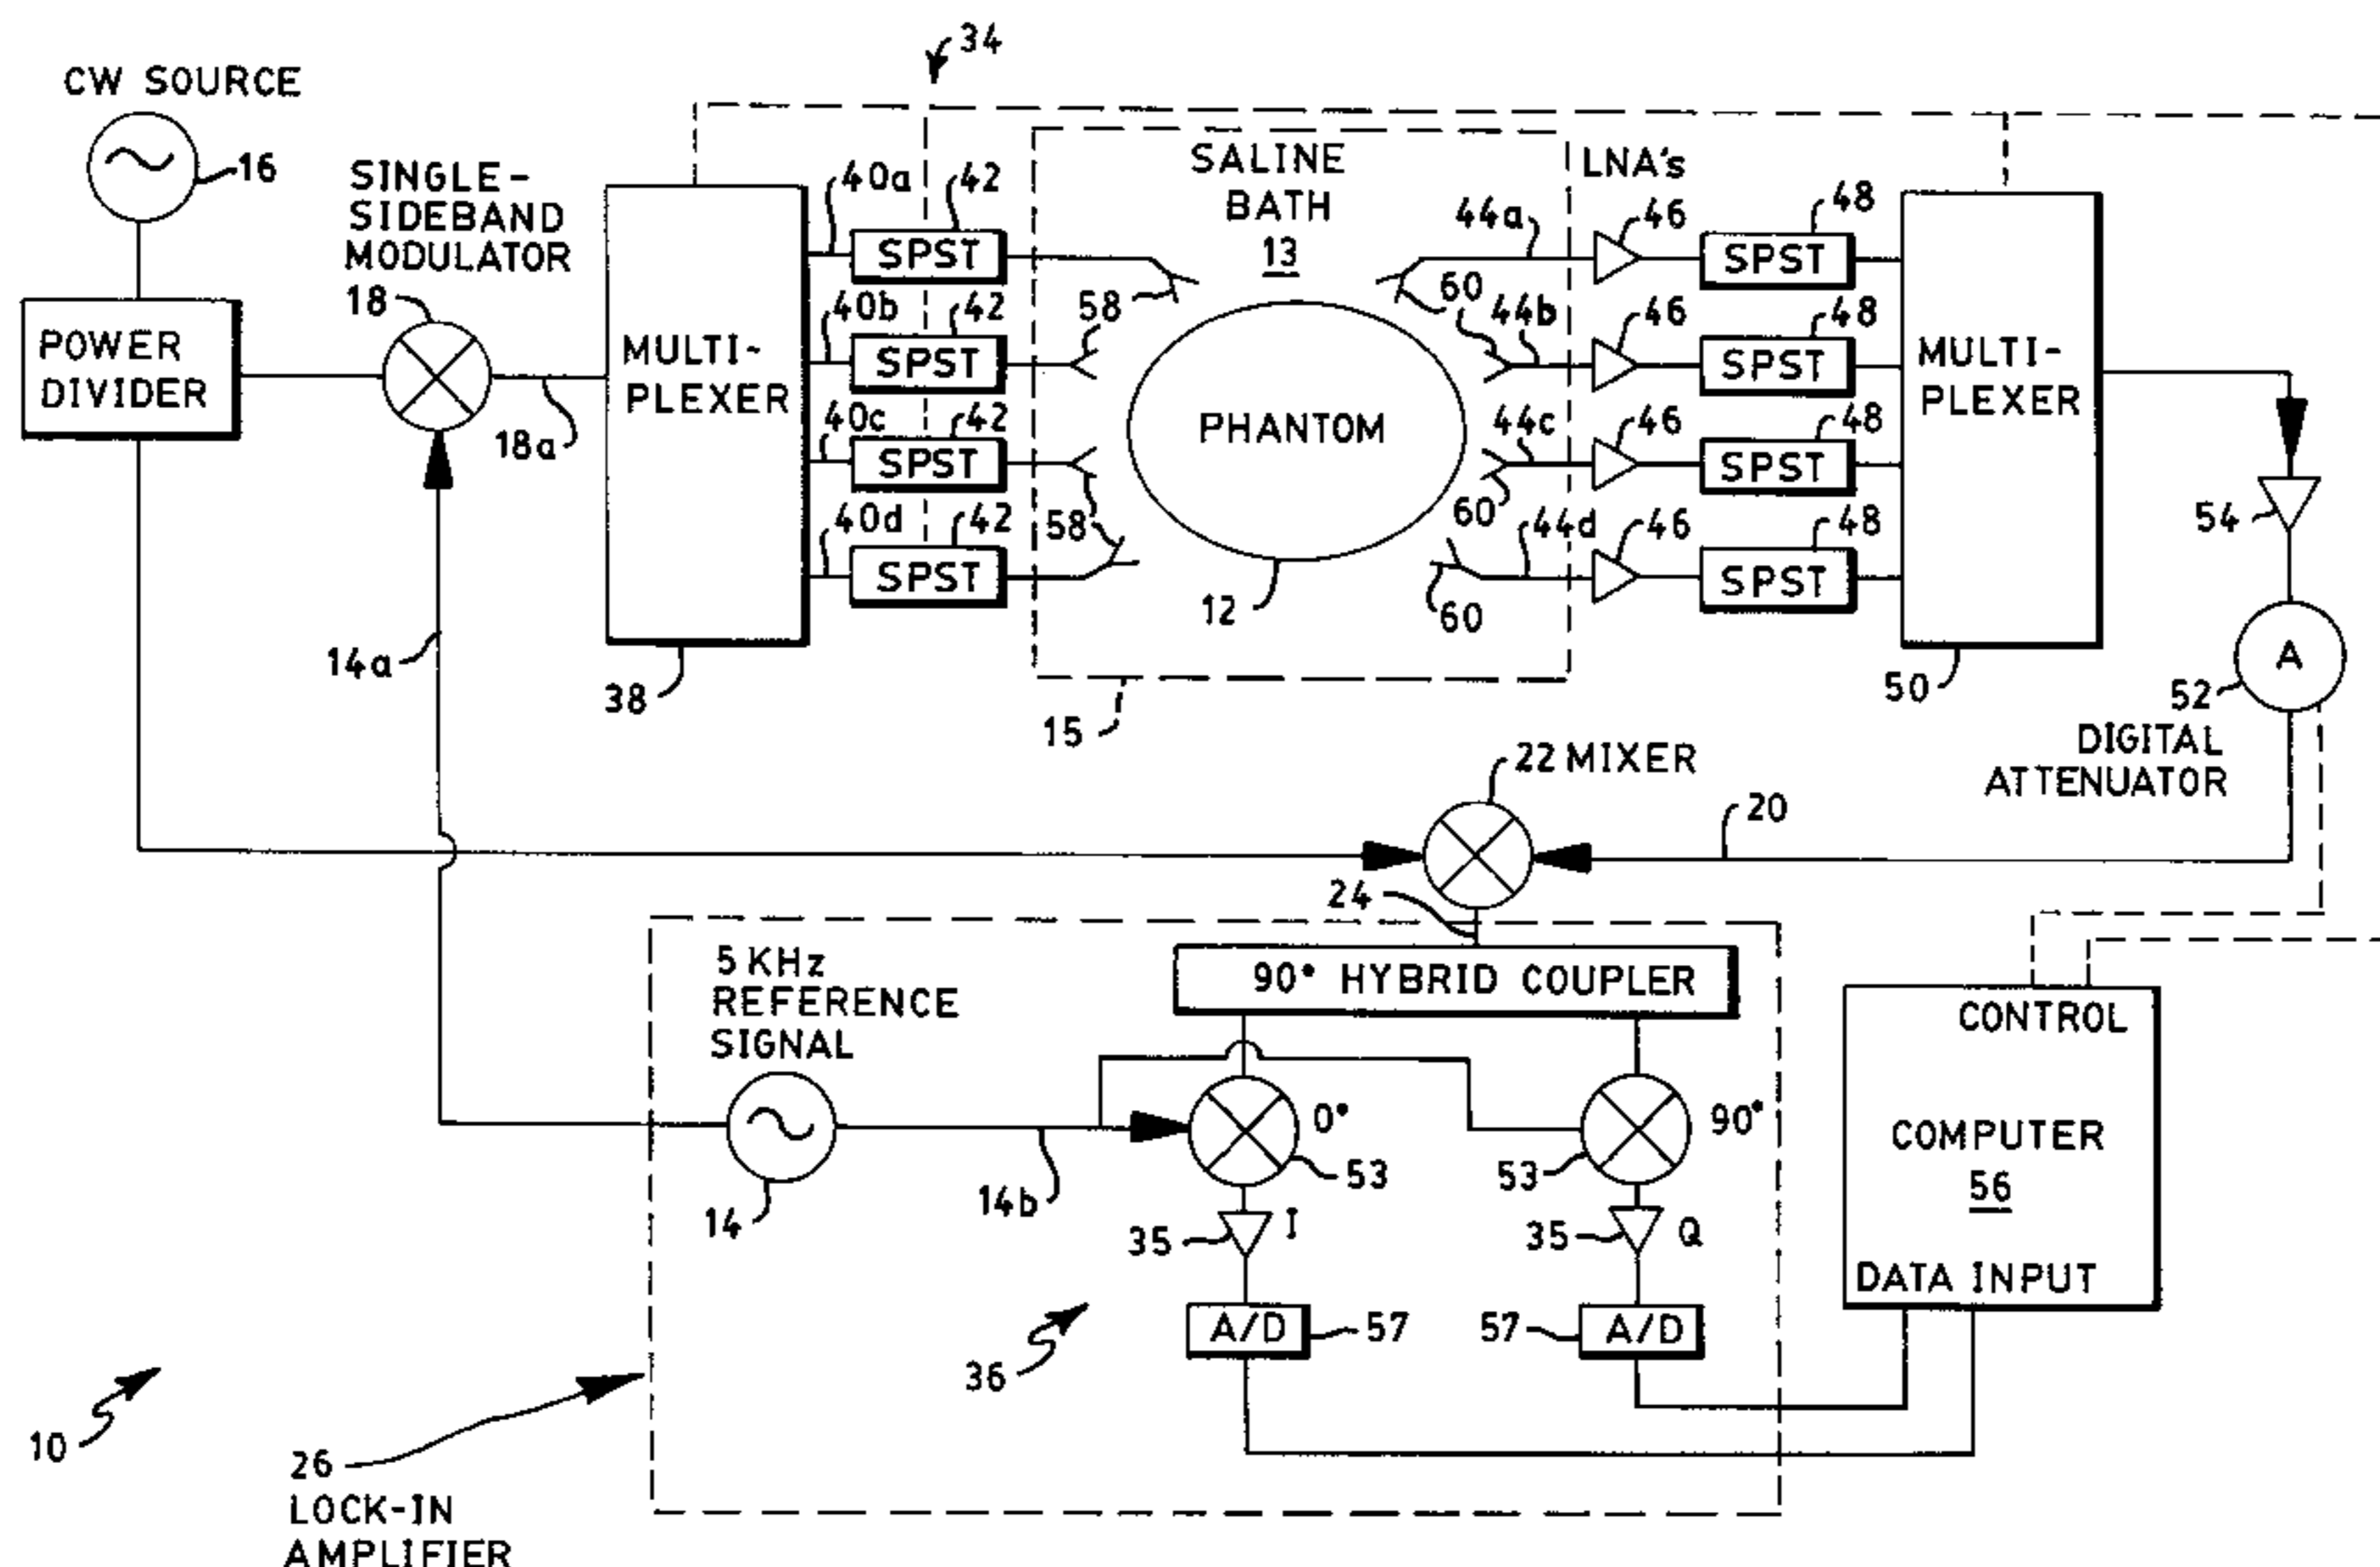 34
CW SOURCE
16
SINGLE-
SIDEBAND
MODULATOR
18
POWER
DIVIDER
18a
14a
MULTI-
PLEXER
38
40a
42
SPST
40b
42
SPST
40c
42
SPST
40d
42
SPST
SALINE
BATH
13
58
58
58
PHANTOM
12
15
44a
60
44b
44c
60
44d
60
LNA's
46
48
SPST
46
48
SPST
46
48
SPST
46
48
SPST
MULTI-
PLEXER
50
54
A
52
DIGITAL
ATTENUATOR
22 MIXER
20
24
5 KHz
REFERENCE
SIGNAL
90° HYBRID COUPLER
14
14b
0°
53
90°
53
35
I
35
Q
36
A/D
57
57
A/D
CONTROL
COMPUTER
56
DATA INPUT
10
26
LOCK-IN
AMPLIFIER